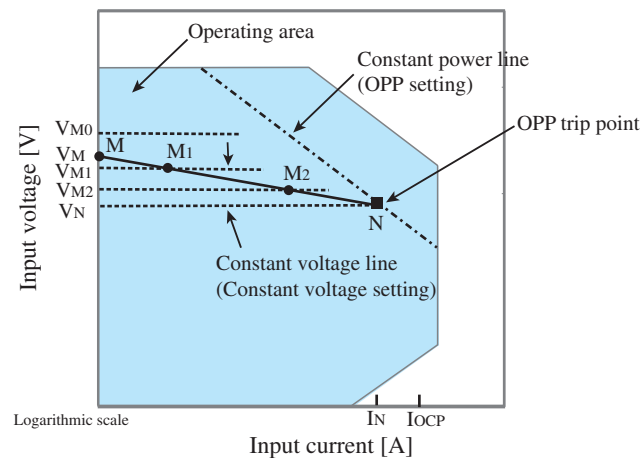 Operating area
Constant power line
(OPP setting)
OPP trip point
VM0
M
VM
M1
VM1
M2
VM2
VN
N
Constant voltage line
(Constant voltage setting)
Input voltage [V]
Logarithmic scale
IN
IOCP
Input current [A]